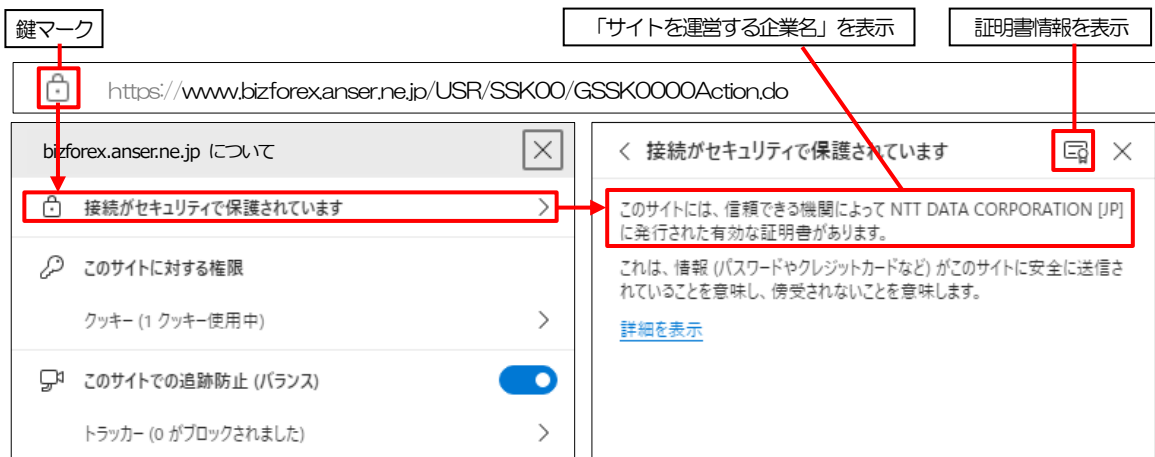 鍵マーク
「サイトを運営する企業名」を表示
証明書情報を表示
https://www.bizforex.anser.ne.jp/USR/SSK00/GSSK0000Action.do
bizforex.anser.ne.jp について
接続がセキュリティで保護されています
このサイトに対する権限
クッキー (1 クッキー使用中)
このサイトでの追跡防止 (バランス)
トラッカー (0 がブロックされました)
接続がセキュリティで保護されています
このサイトには、信頼できる機関によって NTT DATA CORPORATION [JP]
に発行された有効な証明書があります。
これは、情報 (パスワードやクレジットカードなど) がこのサイトに安全に送信さ
れていることを意味し、傍受されないことを意味します。
詳細を表示